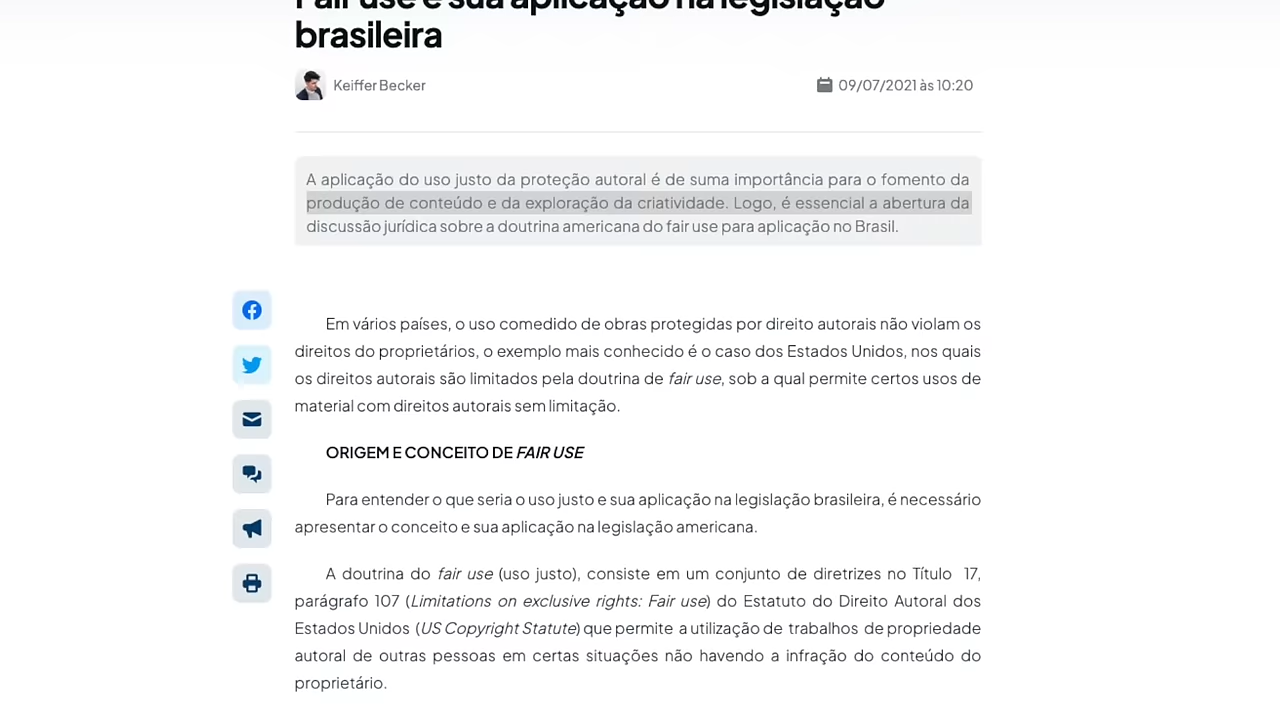 Fair use e sua aplicação na legislação
brasileira
Keiffer Becker
09/07/2021 às 10:20
A aplicação do uso justo da proteção autoral é de suma importância para o fomento da
produção de conteúdo e da exploração da criatividade. Logo, é essencial a abertura da
discussão jurídica sobre a doutrina americana do fair use para aplicação no Brasil.
Em vários países, o uso comedido de obras protegidas por direito autorais não violam os
direitos do proprietários, o exemplo mais conhecido é o caso dos Estados Unidos, nos quais
os direitos autorais são limitados pela doutrina de fair use, sob a qual permite certos usos de
material com direitos autorais sem limitação.
ORIGEM E CONCEITO DE FAIR USE
Para entender o que seria o uso justo e sua aplicação na legislação brasileira, é necessário
apresentar o conceito e sua aplicação na legislação americana.
A doutrina do fair use (uso justo), consiste em um conjunto de diretrizes no Título 17,
parágrafo 107 (Limitations on exclusive rights: Fair use) do Estatuto do Direito Autoral dos
Estados Unidos (US Copyright Statute) que permite a utilização de trabalhos de propriedade
autoral de outras pessoas em certas situações não havendo a infração do conteúdo do
proprietário.